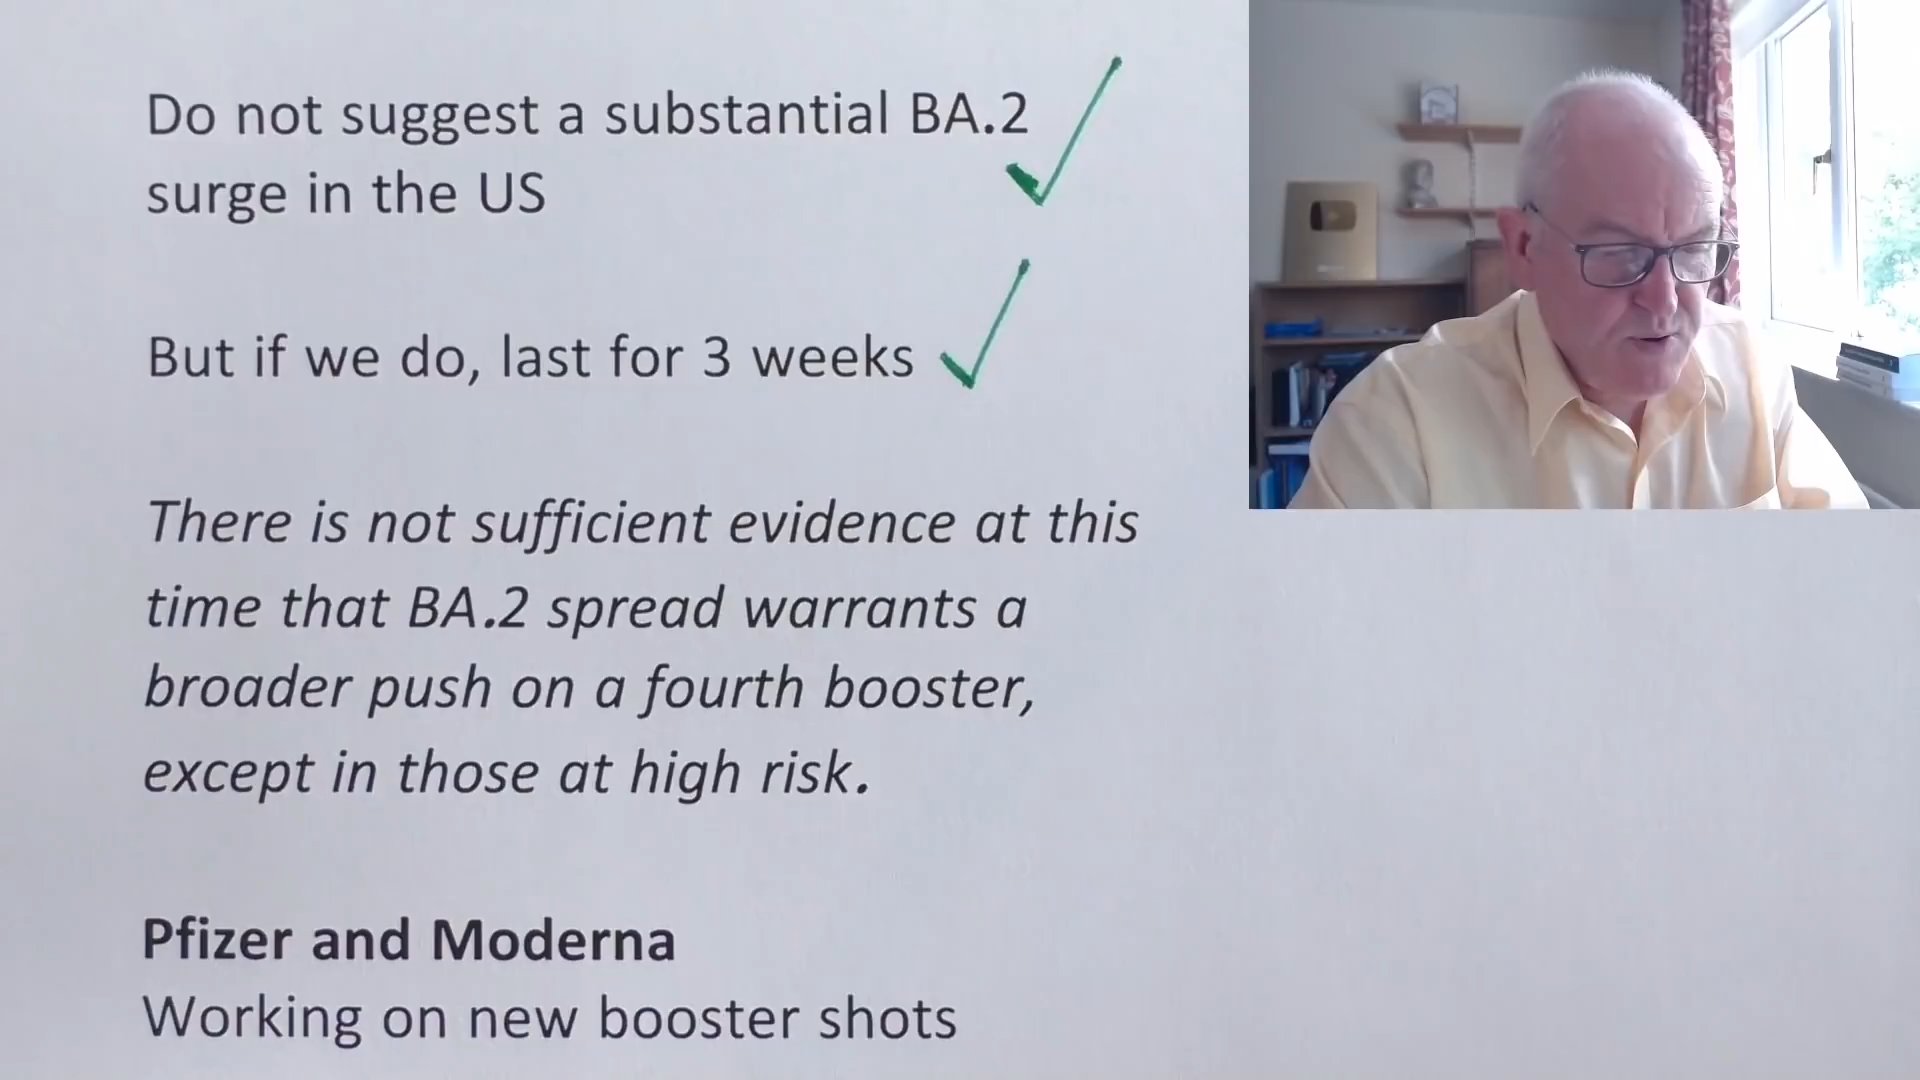 Do not suggest a substantial BA.2
surge in the US
But if we do, last for 3 weeks
There is not sufficient evidence at this
time that BA.2 spread warrants a
broader push on a fourth booster,
except in those at high risk.
Pfizer and Moderna
Working on new booster shots